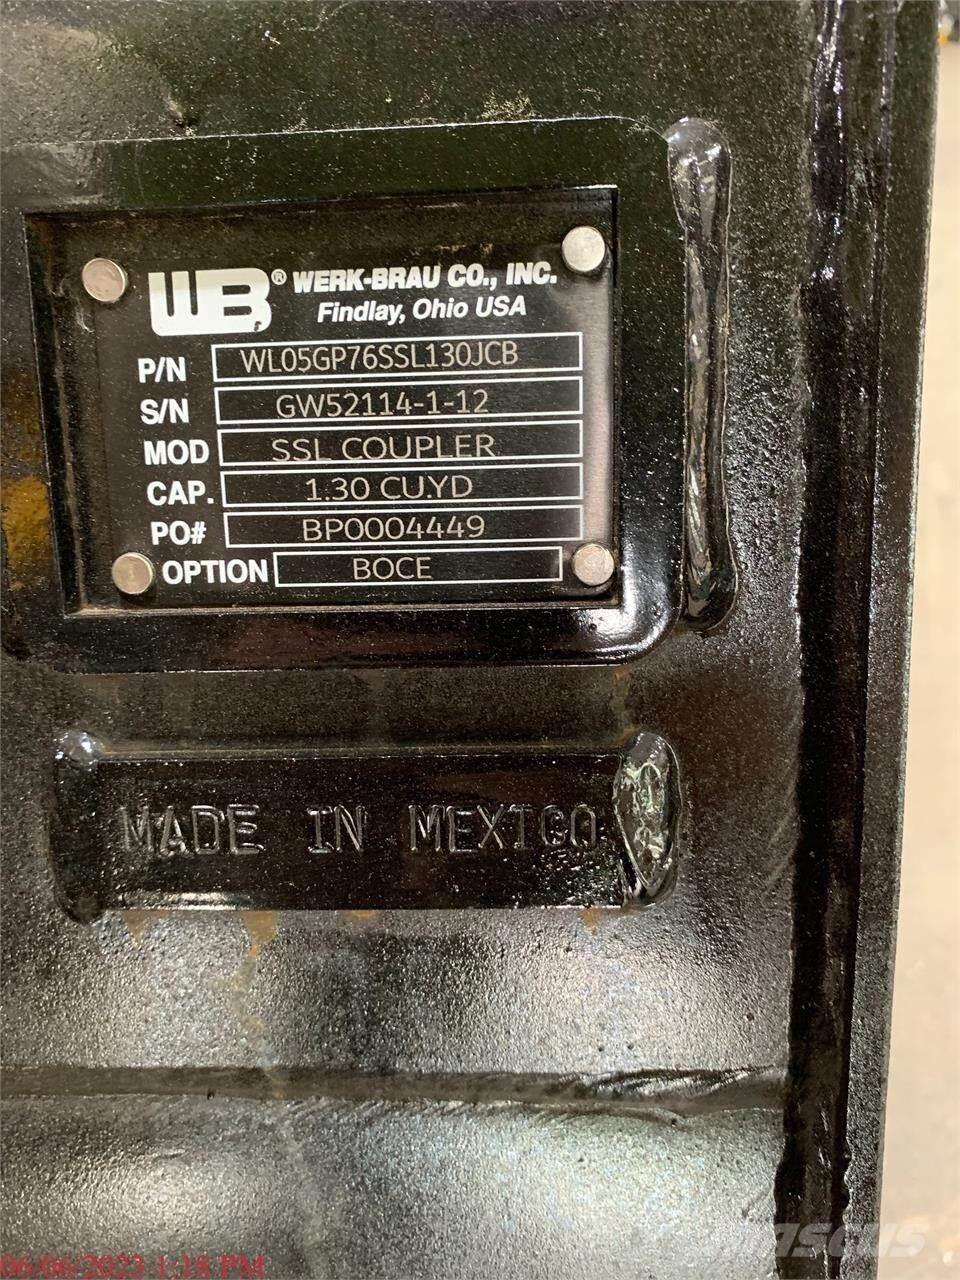 WB® WERK-BRAU CO., INC.
Findlay, Ohio USA
P/N WL05GP76SSL130JCB
S/N GW52114-1-12
MOD SSL COUPLER
CAP. 1.30 CU.YD
PO# BP0004449
OPTION BOCE
MADE IN MEXICO
06/06/2023 1:18 PM
Mascus